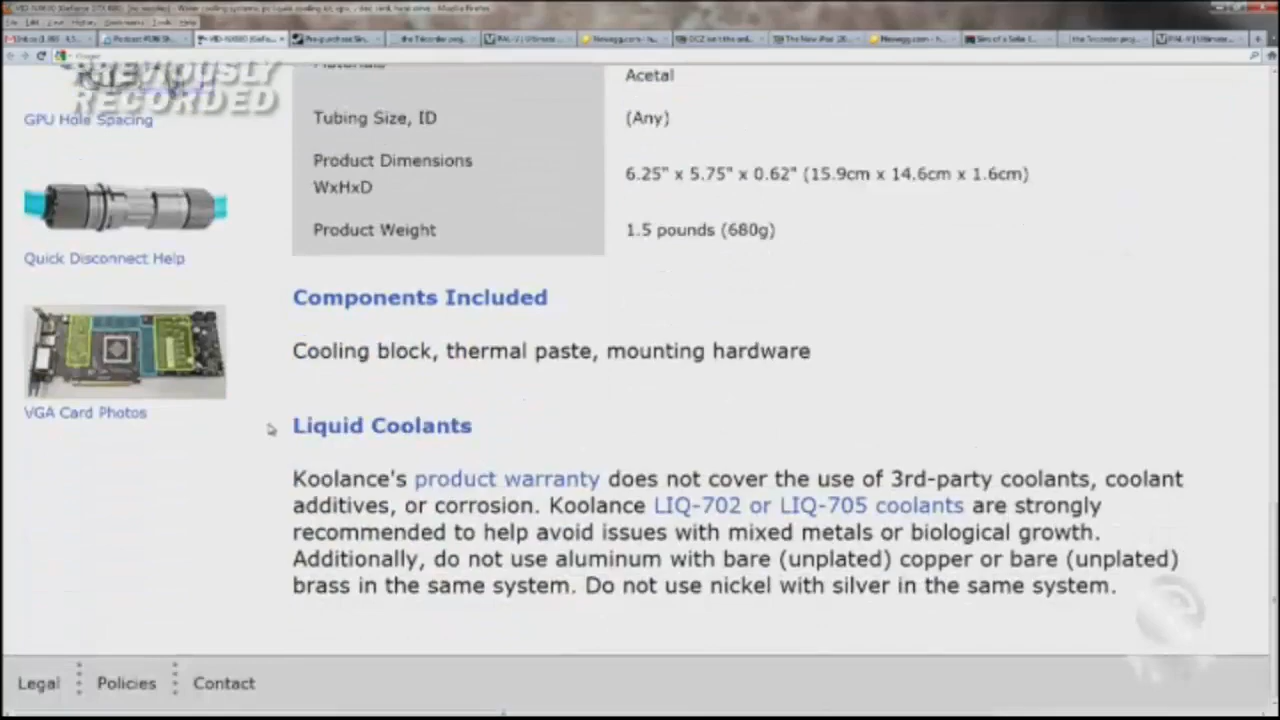 PREVIOUSLY
RECORDED
Acetal
GPU Hole Spacing
Tubing Size, ID
(Any)
Product Dimensions
WxHxD
6.25" x 5.75" x 0.62" (15.9cm x 14.6cm x 1.6cm)
Product Weight
1.5 pounds (680g)
Quick Disconnect Help
Components Included
Cooling block, thermal paste, mounting hardware
VGA Card Photos
Liquid Coolants
Koolance's product warranty does not cover the use of 3rd-party coolants, coolant
additives, or corrosion. Koolance LIQ-702 or LIQ-705 coolants are strongly
recommended to help avoid issues with mixed metals or biological growth.
Additionally, do not use aluminum with bare (unplated) copper or bare (unplated)
brass in the same system. Do not use nickel with silver in the same system.
Legal
Policies
Contact